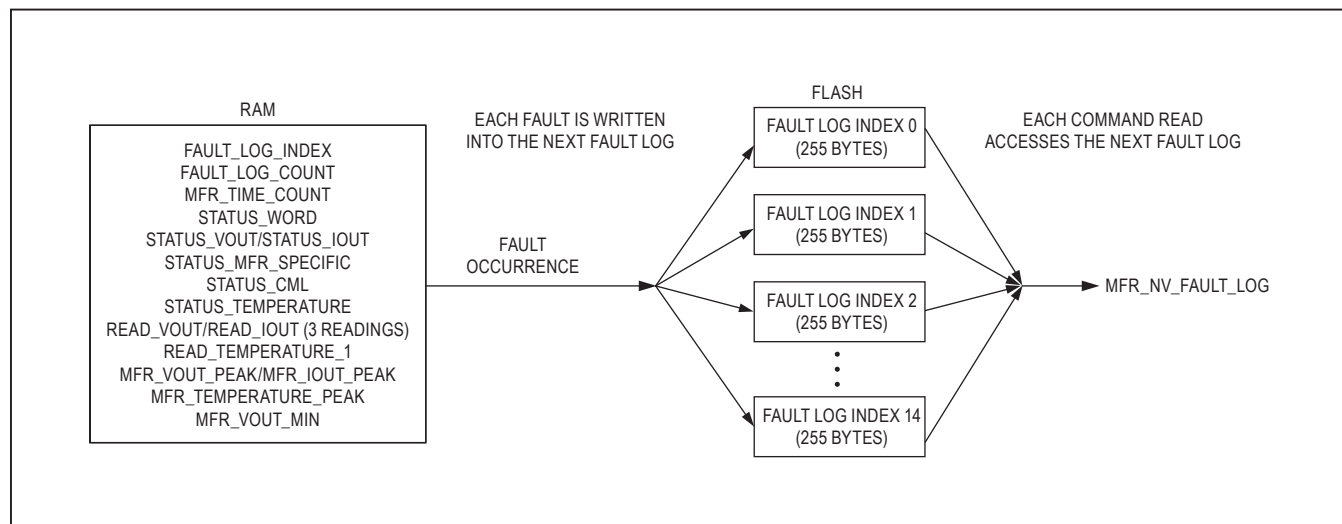 RAM
FAULT_LOG_INDEX
FAULT_LOG_COUNT
MFR_TIME_COUNT
STATUS_WORD
STATUS_VOUT/STATUS_IOUT
STATUS_MFR_SPECIFIC
STATUS_CML
STATUS_TEMPERATURE
READ_VOUT/READ_IOUT (3 READINGS)
READ_TEMPERATURE_1
MFR_VOUT_PEAK/MFR_IOUT_PEAK
MFR_TEMPERATURE_PEAK
MFR_VOUT_MIN
EACH FAULT IS WRITTEN
INTO THE NEXT FAULT LOG
FAULT
OCCURRENCE
FLASH
FAULT LOG INDEX 0
(255 BYTES)
FAULT LOG INDEX 1
(255 BYTES)
FAULT LOG INDEX 2
(255 BYTES)
FAULT LOG INDEX 14
(255 BYTES)
EACH COMMAND READ
ACCESSES THE NEXT FAULT LOG
MFR_NV_FAULT_LOG